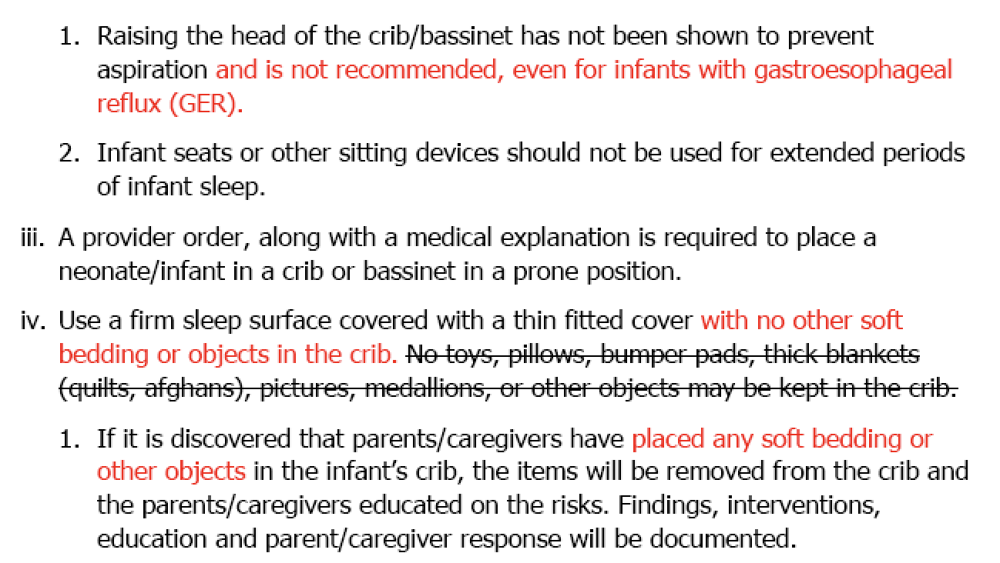 1. Raising the head of the crib/bassinet has not been shown to prevent
aspiration and is not recommended, even for infants with gastroesophageal
reflux (GER).
2. Infant seats or other sitting devices should not be used for extended periods
of infant sleep.
iii. A provider order, along with a medical explanation is required to place a
neonate/infant in a crib or bassinet in a prone position.
iv. Use a firm sleep surface covered with a thin fitted cover with no other soft
bedding or objects in the crib. No toys, pillows, bumper pads, thick blankets
(quilts, afghans), pictures, medallions, or other objects may be kept in the crib.
1. If it is discovered that parents/caregivers have placed any soft bedding or
other objects in the infant’s crib, the items will be removed from the crib and
the parents/caregivers educated on the risks. Findings, interventions,
education and parent/caregiver response will be documented.